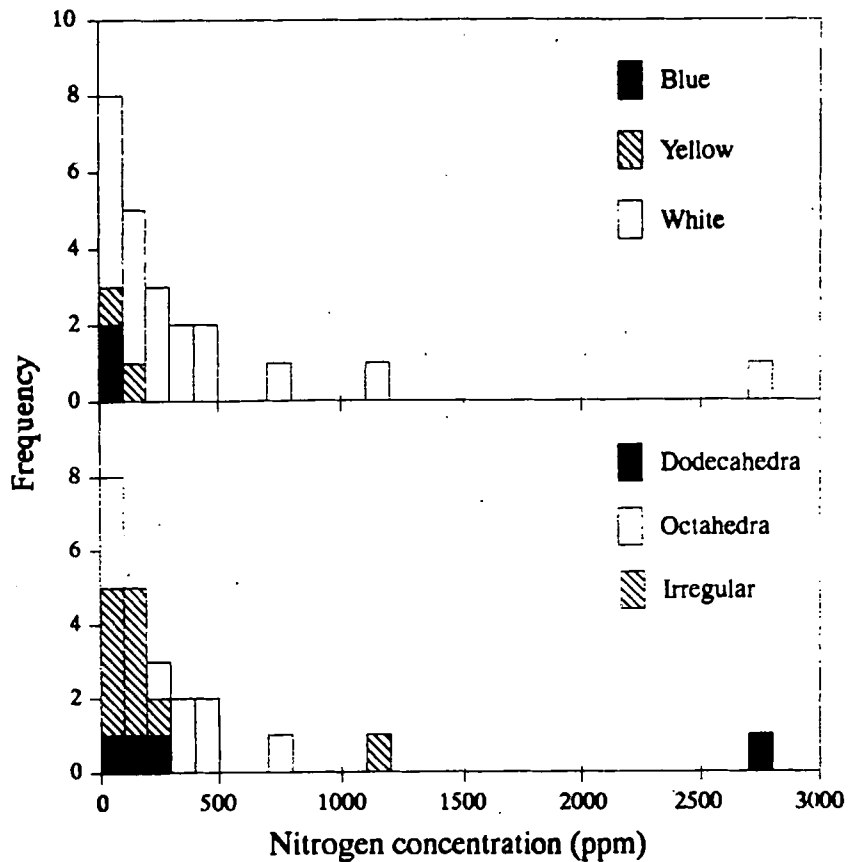 10
8
6
4
2
0
Blue
Yellow
White
Frequency
8
6
4
2
0
Dodecahedra
Octahedra
Irregular
0 500 1000 1500 2000 2500 3000
Nitrogen concentration (ppm)